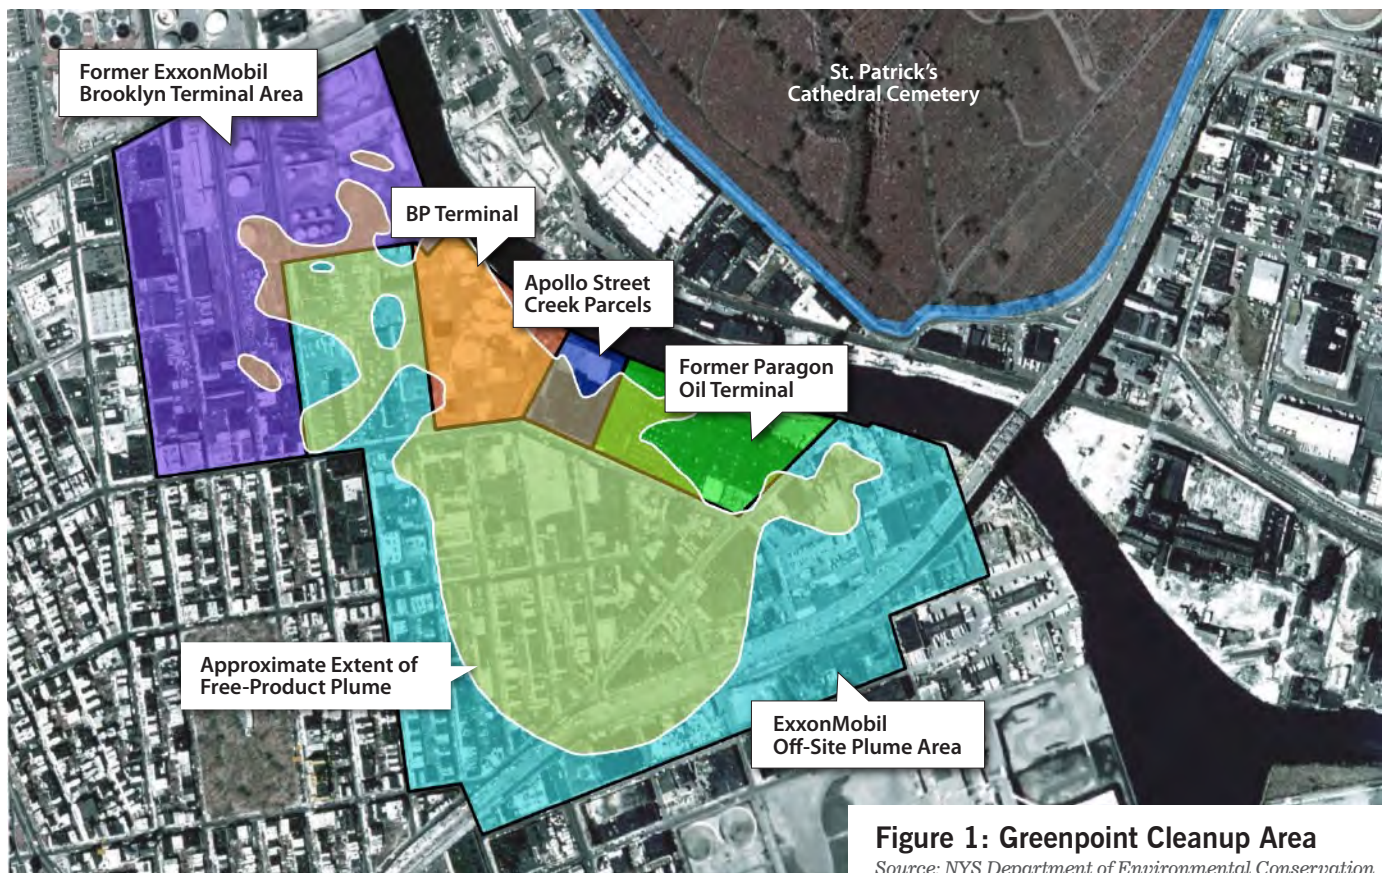 Former ExxonMobil
Brooklyn Terminal Area
St. Patrick's
Cathedral Cemetery
BP Terminal
Apollo Street
Creek Parcels
Former Paragon
Oil Terminal
Approximate Extent of
Free-Product Plume
ExxonMobil
Off-Site Plume Area
Figure 1: Greenpoint Cleanup Area
Source: NYS Department of Environmental Conservation